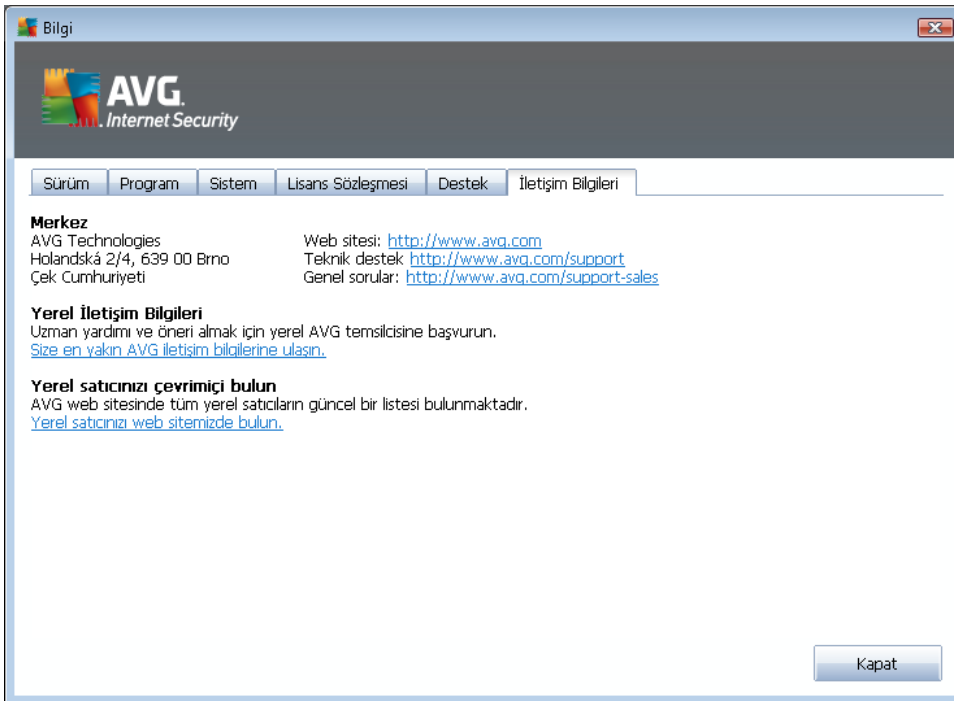 Bilgi
AVG.
Internet Security
Sürüm Program Sistem Lisans Sözleşmesi Destek İletişim Bilgileri
Merkez
AVG Technologies Web sitesi: http://www.avg.com
Holandská 2/4, 639 00 Brno Teknik destek http://www.avg.com/support
Çek Cumhuriyeti Genel sorular: http://www.avg.com/support-sales
Yerel İletişim Bilgileri
Uzman yardımı ve öneri almak için yerel AVG temsilcisine başvurun.
Size en yakın AVG iletişim bilgilerine ulaşın.
Yerel satıcınızı çevrimiçi bulun
AVG web sitesinde tüm yerel satıcıların güncel bir listesi bulunmaktadır.
Yerel satıcınızı web sitemizde bulun.
Kapat